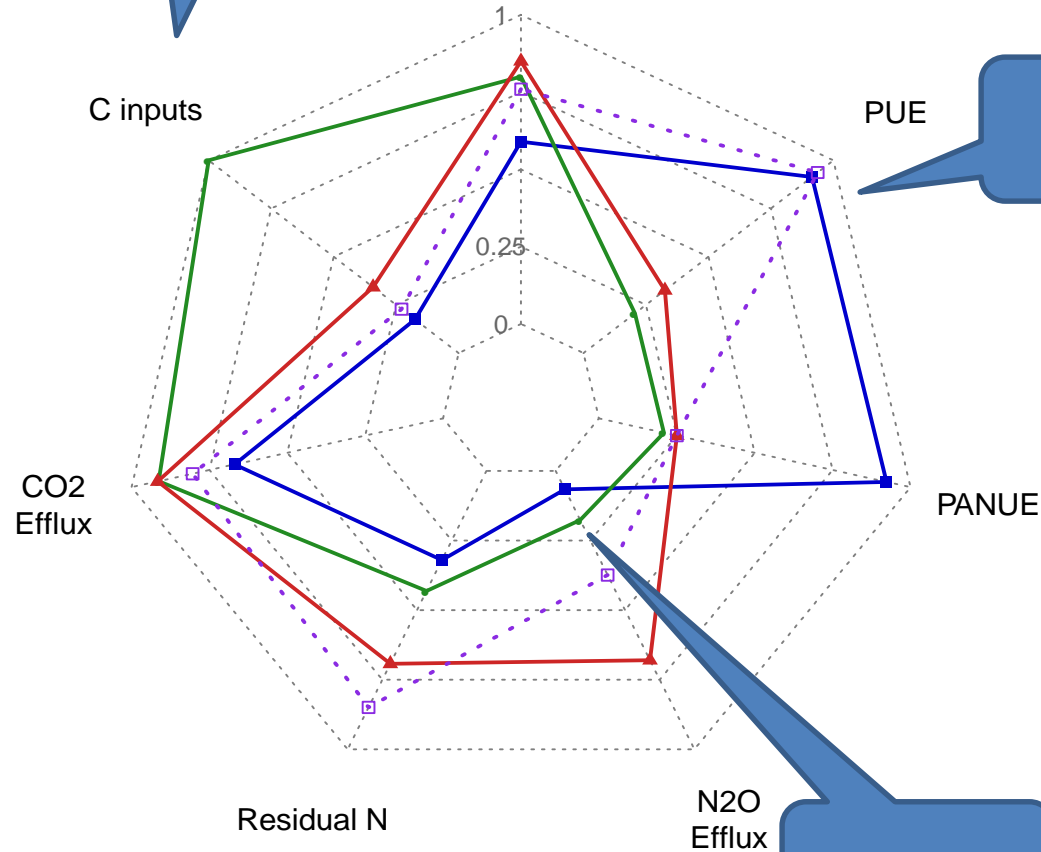 1
C inputs
PUE
0.25
0
CO2
Efflux
PANUE
Residual N
N2O
Efflux